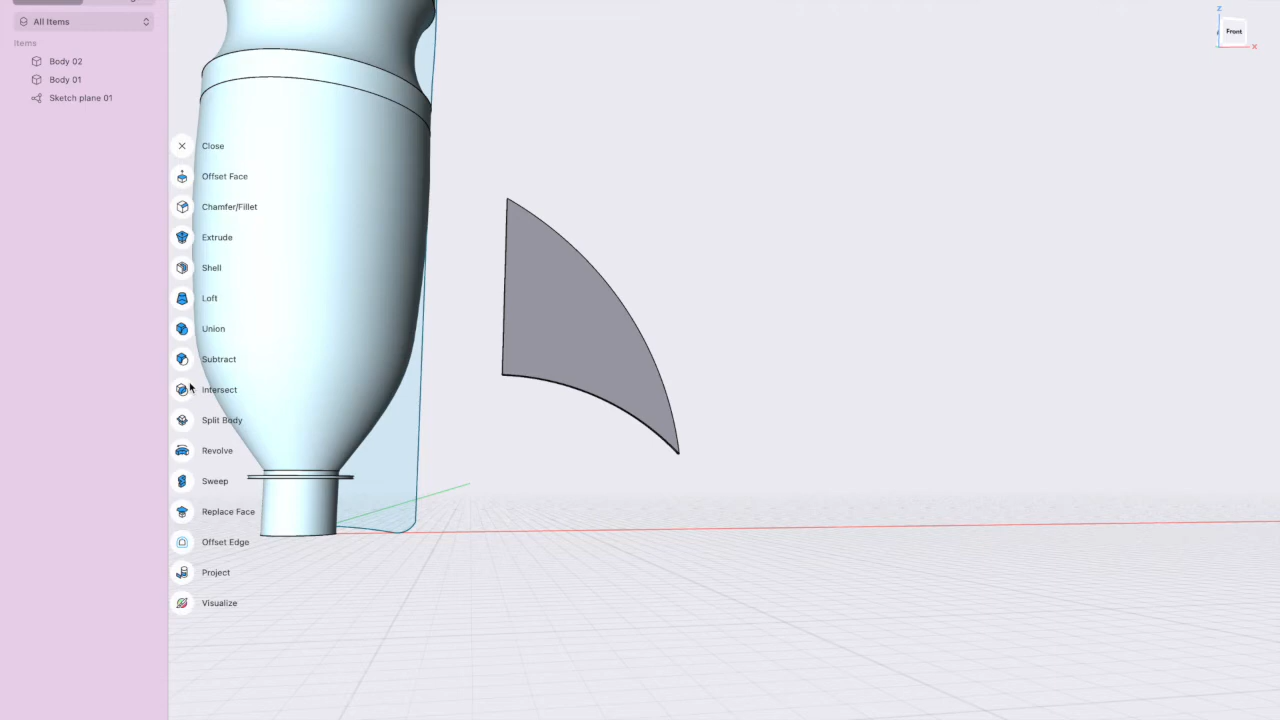 All Items
Items
Body 02
Body 01
Sketch plane 01
Close
Offset Face
Chamfer/Fillet
Extrude
Shell
Loft
Union
Subtract
Intersect
Split Body
Revolve
Sweep
Replace Face
Offset Edge
Project
Visualize
Z
Front
X